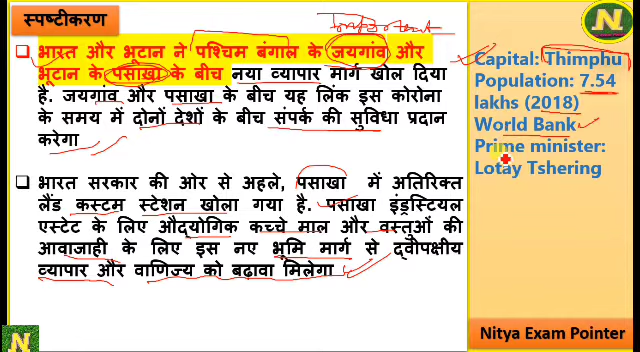 स्पष्टीकरण
Important
भारत और भूटान ने पश्चिम बंगाल के जयगांव और
भूटान के पसाखा के बीच नया व्यापार मार्ग खोल दिया
है. जयगांव और पसाखा के बीच यह लिंक इस कोरोना
के समय में दोनों देशों के बीच संपर्क की सुविधा प्रदान
करेगा
भारत सरकार की ओर से अहले, पसाखा में अतिरिक्त
लैंड कस्टम स्टेशन खोला गया है. पसाखा इंडस्टियल
एस्टेट के लिए औद्योगिक कच्चे माल और वस्तुओं की
आवाजाही के लिए इस नए भूमि मार्ग से द्वीपक्षीय
व्यापार और वाणिज्य को बढ़ावा मिलेगा
N
Capital: Thimphu
Population: 7.54
lakhs (2018)
World Bank
Prime minister:
Lotay Tshering
N
Nitya Exam Pointer